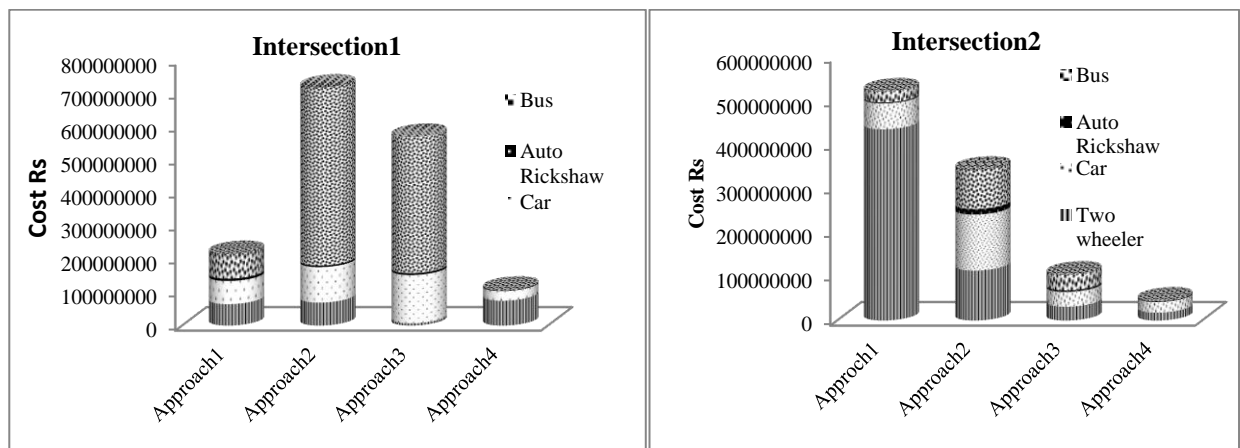 Intersection1
Cost Rs
800000000
700000000
600000000
500000000
400000000
300000000
200000000
100000000
0
Bus
Auto
Rickshaw
Car
Approach1
Approach2
Approach3
Approach4
Intersection2
Cost Rs
600000000
500000000
400000000
300000000
200000000
100000000
0
Bus
Auto
Rickshaw
Car
Two
wheeler
Approch1
Approach2
Approach3
Approach4